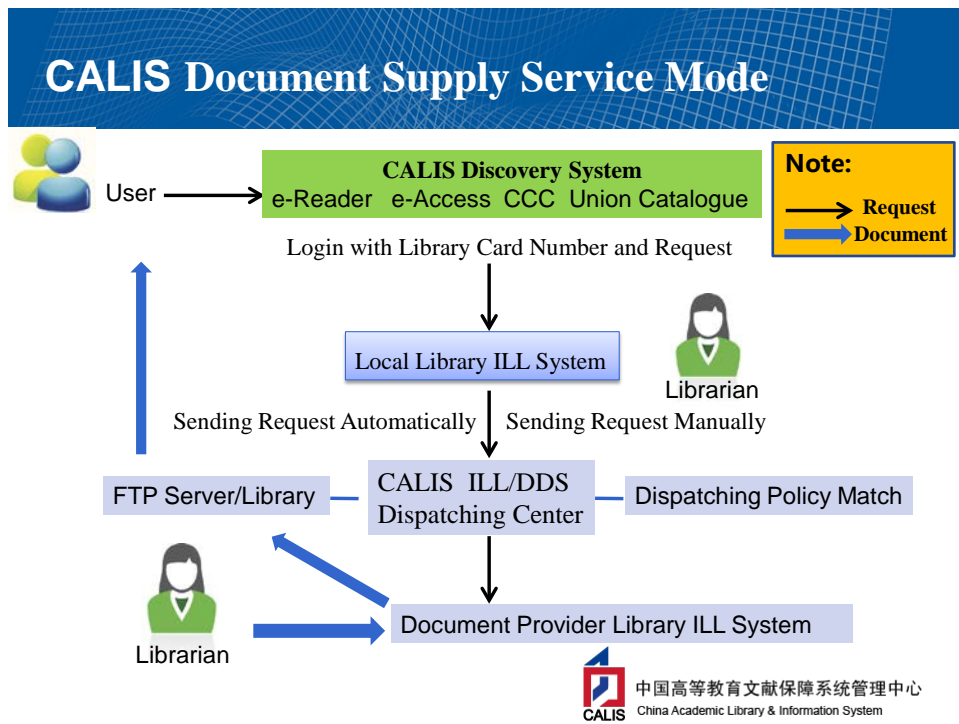 CALIS Document Supply Service Mode
User
CALIS Discovery System
e-Reader e-Access CCC Union Catalogue
Note:
Request
Document
Login with Library Card Number and Request
Local Library ILL System
Librarian
Sending Request Automatically
Sending Request Manually
FTP Server/Library
CALIS ILL/DDS
Dispatching Center
Dispatching Policy Match
Librarian
Document Provider Library ILL System
CALIS
中国高等教育文献保障系统管理中心
China Academic Library & Information System